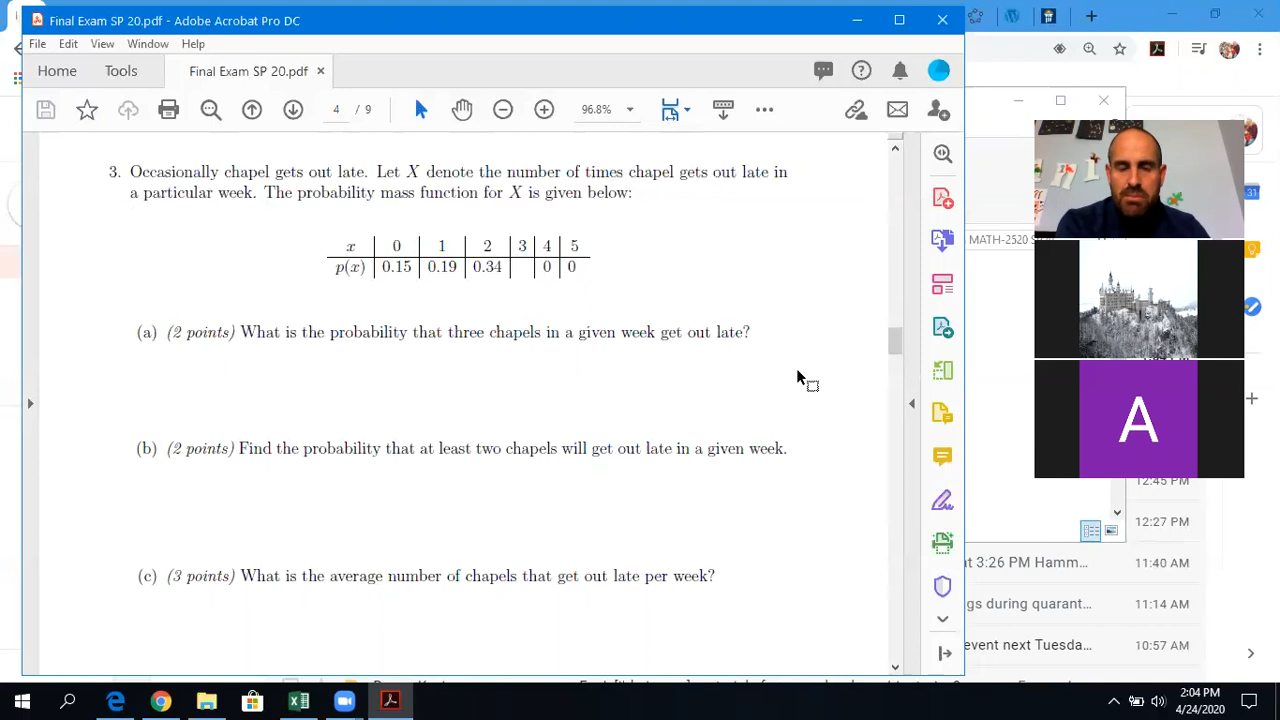 Final Exam SP 20.pdf - Adobe Acrobat Pro DC
File Edit View Window Help
Home Tools Final Exam SP 20.pdf ×
4 / 9 96.8%
3. Occasionally chapel gets out late. Let X denote the number of times chapel gets out late in
a particular week. The probability mass function for X is given below:
x 0 1 2 3 4 5
p(x) 0.15 0.19 0.34 0 0
(a) (2 points) What is the probability that three chapels in a given week get out late?
(b) (2 points) Find the probability that at least two chapels will get out late in a given week.
(c) (3 points) What is the average number of chapels that get out late per week?
MATH-2520
31
A
12:45 PM
12:27 PM
at 3:26 PM Hamm... 11:40 AM
gs during quarant... 11:14 AM
event next Tuesda... 10:57 AM
2:04 PM
4/24/2020